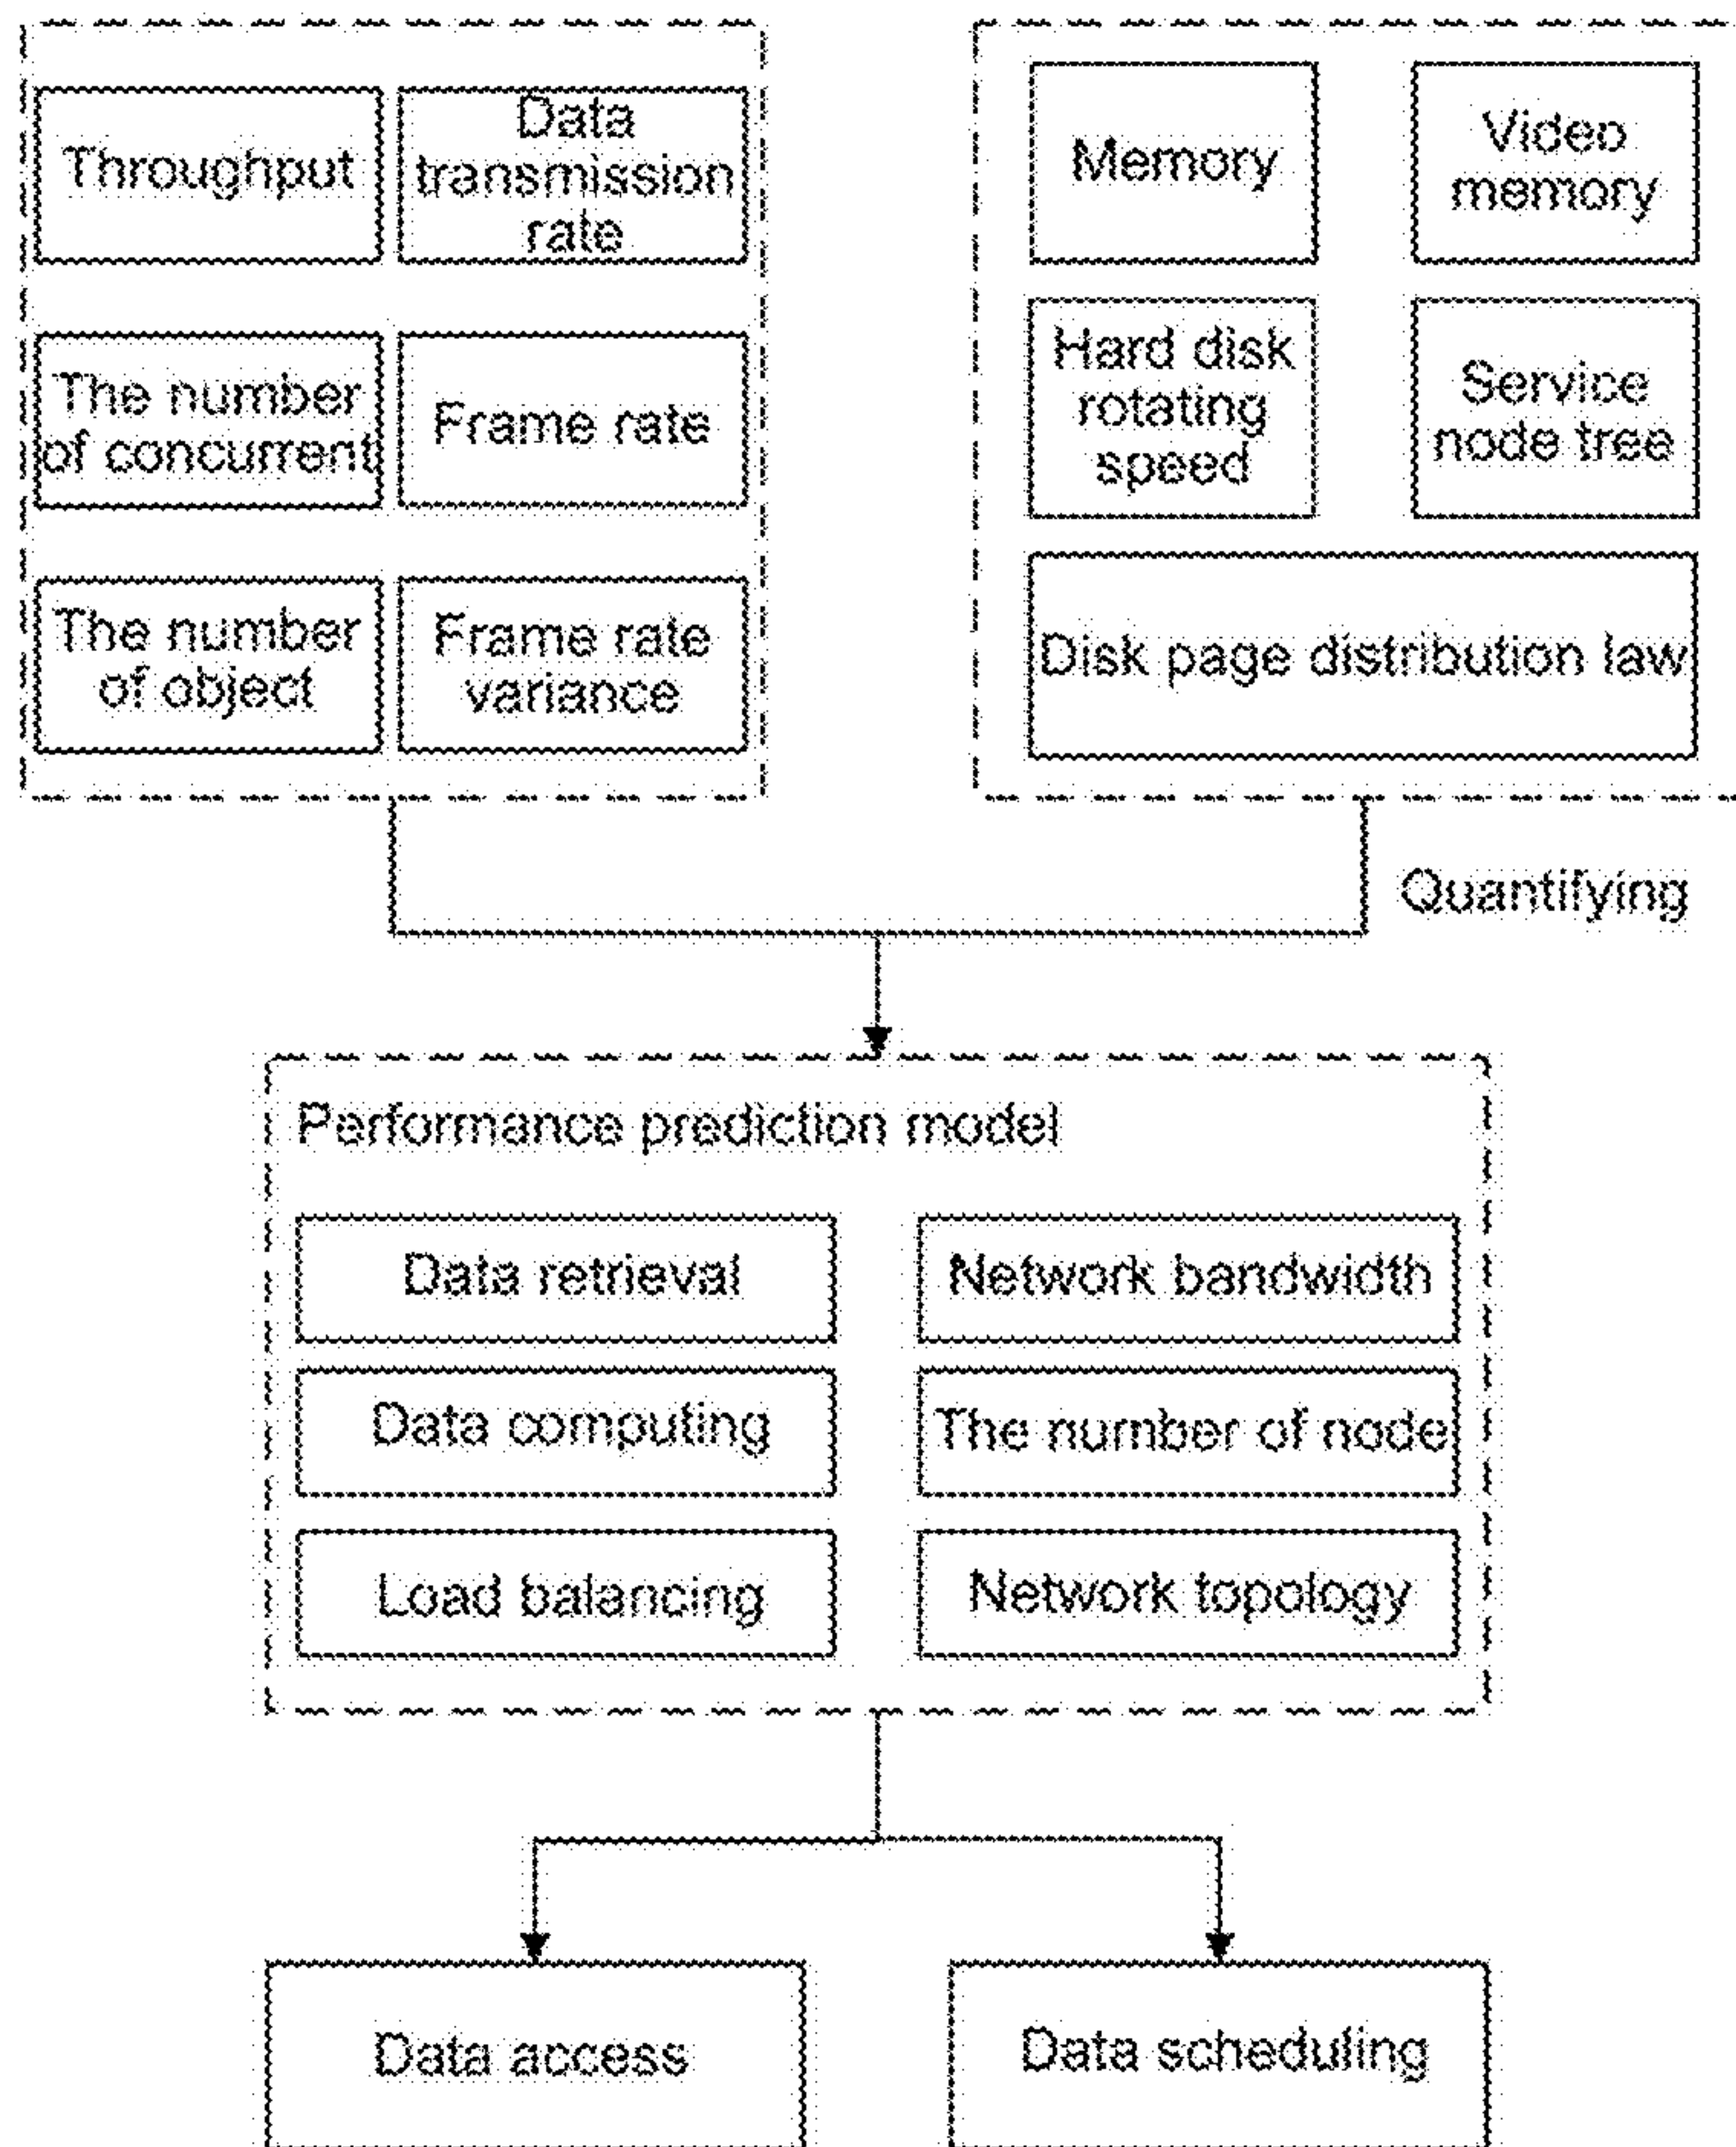 Throughput
Data
transmission
rate
The number
of concurrent
Frame rate
The number
of object
Frame rate
variance
Memory
Video
memory
Hard disk
rotating
speed
Service
node tree
Disk page distribution law
Quantifying
Performance prediction model
Data retrieval
Network bandwidth
Data computing
The number of node
Load balancing
Network topology
Data access
Data scheduling